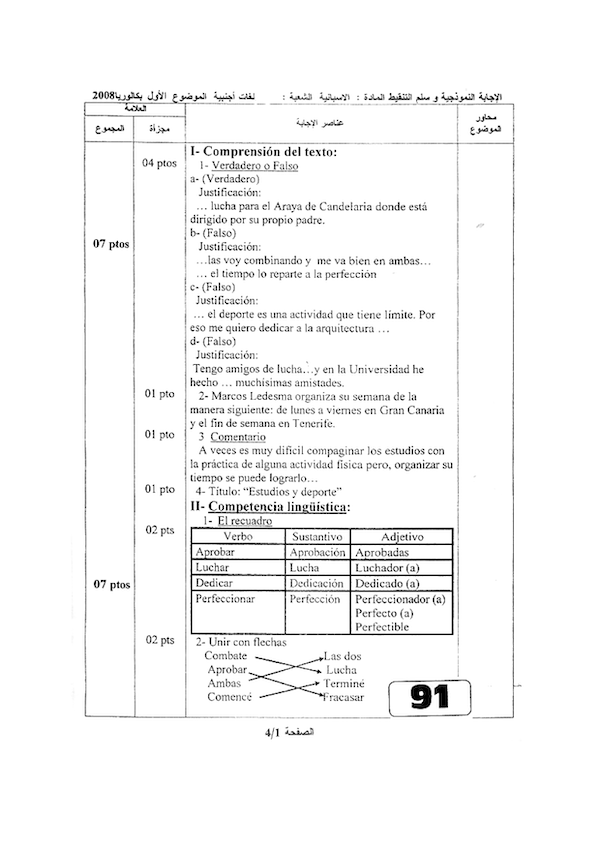 الإجابة النموذجية و سلم التنقيط المادة : الاسبانية الشعبة : لغات أجنبية الموضوع الأول بكالوريا2008
العلامة
محاور
الموضوع
عناصر الإجابة
مجزأة
المجموع
I- Comprensión del texto:
04 ptos
1- Verdadero o Falso
a- (Verdadero)
Justificación:
... lucha para el Araya de Candelaria donde está
dirigido por su propio padre.
b- (Falso)
07 ptos
Justificación:
...las voy combinando y me va bien en ambas...
... el tiempo lo reparte a la perfección
c- (Falso)
Justificación:
... el deporte es una actividad que tiene límite. Por
eso me quiero dedicar a la arquitectura ...
d- (Falso)
Justificación:
Tengo amigos de lucha...y en la Universidad he
hecho ... muchísimas amistades.
01 pto
2- Marcos Ledesma organiza su semana de la
manera siguiente: de lunes a viernes en Gran Canaria
y el fin de semana en Tenerife.
01 pto
3 Comentario
A veces es muy difícil compaginar los estudios con
la práctica de alguna actividad física pero, organizar su
tiempo se puede lograrlo...
01 pto
4- Título: "Estudios y deporte"
II- Competencia lingüística:
1- El recuadro
02 pts
Verbo Sustantivo Adjetivo
Aprobar Aprobación Aprobadas
Luchar Lucha Luchador (a)
Dedicar Dedicación Dedicado (a)
07 ptos
Perfeccionar Perfección Perfeccionador (a)
Perfecto (a)
Perfectible
02 pts
2- Unir con flechas
Combate Las dos
Aprobar Lucha
Ambas Terminé
Comencé Fracasar
91
الصفحة 4/1